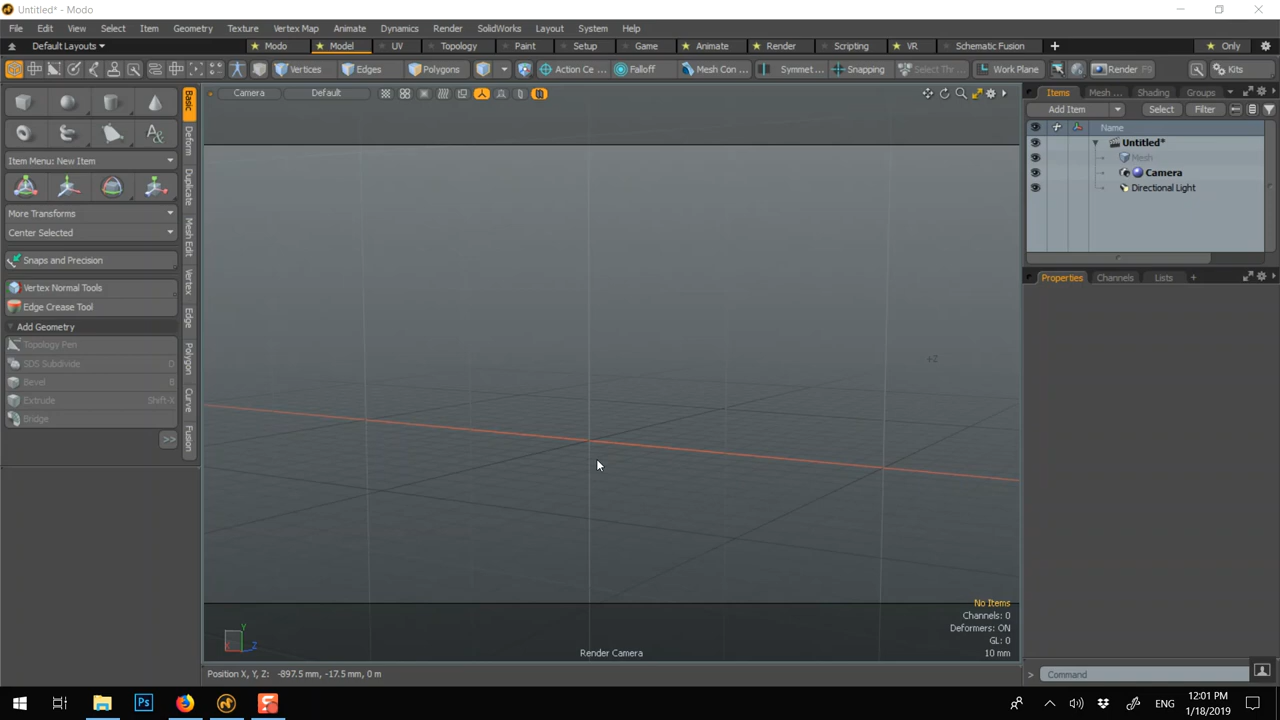 Untitled* - Modo
File Edit View Select Item Geometry Texture Vertex Map Animate Dynamics Render SolidWorks Layout System Help
Default Layouts Modo Model UV Topology Paint Setup Game Animate Render Scripting VR Schematic Fusion Only
Vertices Edges Polygons Action Ce ... Falloff Mesh Con ... Symmet ... Snapping Select Thr ... Work Plane Render F9 Kits
Camera Default
Items Mesh ... Shading Groups
Add Item Select Filter
Name
Untitled*
Mesh
Camera
Directional Light
Properties Channels Lists +
Basic
Deform
Duplicate
Mesh Edit
Vertex
Edge
Polygon
Curve
Fusion
Item Menu: New Item
More Transforms
Center Selected
Snaps and Precision
Vertex Normal Tools
Edge Crease Tool
Add Geometry
Topology Pen
SDS Subdivide D
Bevel B
Extrude Shift-X
Bridge
>>
+Z
Y
X
Z
No Items
Channels: 0
Deformers: ON
GL: 0
10 mm
Render Camera
Position X, Y, Z: -897.5 mm, -17.5 mm, 0 m
> Command
Ps
ENG
12:01 PM
1/18/2019